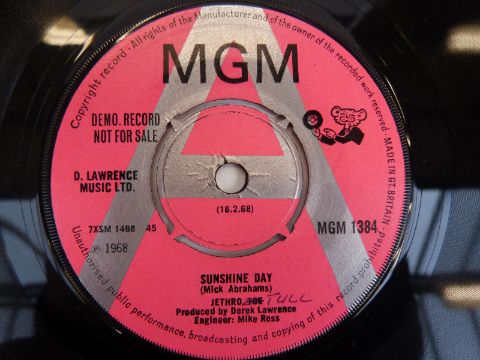 Copyright record. All rights of the Manufacturer and of the owner of the recorded work reserved. MADE IN GT. BRITAIN
MGM
DEMO. RECORD
NOT FOR SALE
D. LAWRENCE
MUSIC LTD.
(16.2.68)
7XSM 1498 45
MGM 1384
℗ 1968
SUNSHINE DAY
(Mick Abrahams)
JETHRO TOE TULL
Produced by Derek Lawrence
Engineer: Mike Ross
Unauthorised public performance, broadcasting and copying of this record prohibited.